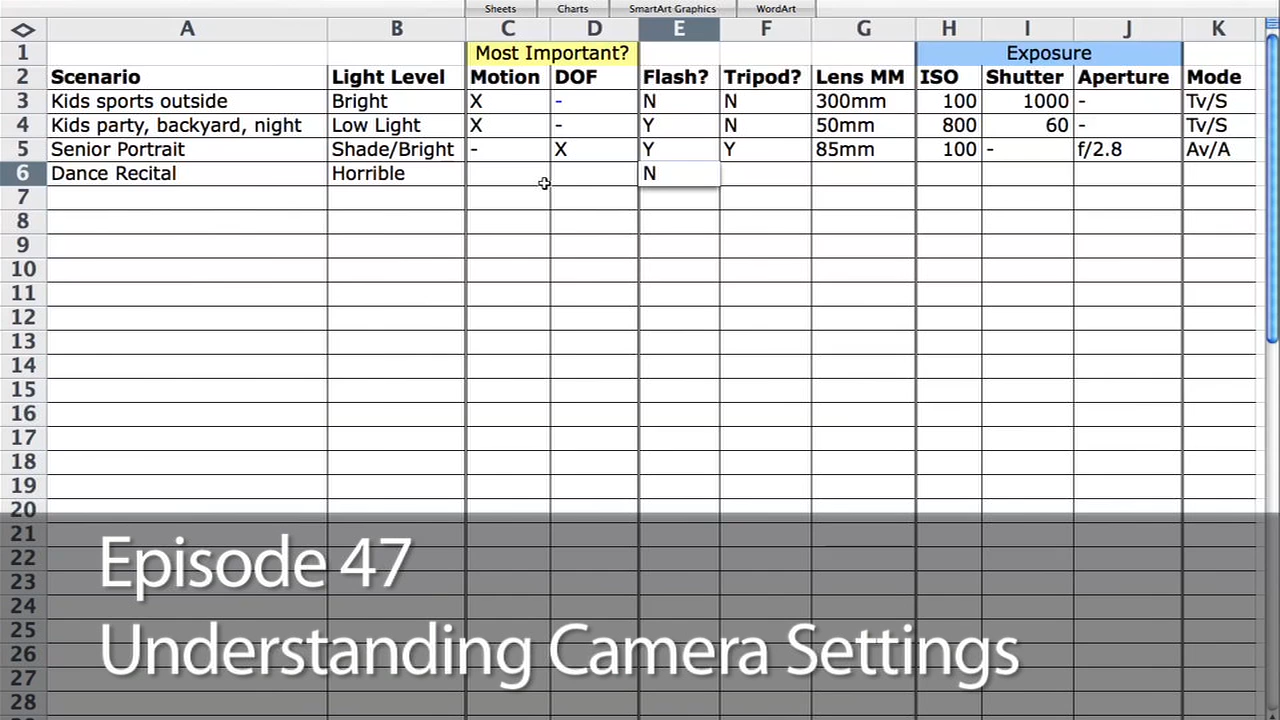 Sheets Charts SmartArt Graphics WordArt
A B C D E F G H I J K
1 Most Important? Exposure
2 Scenario Light Level Motion DOF Flash? Tripod? Lens MM ISO Shutter Aperture Mode
3 Kids sports outside Bright X - N N 300mm 100 1000 - Tv/S
4 Kids party, backyard, night Low Light X - Y N 50mm 800 60 - Tv/S
5 Senior Portrait Shade/Bright - X Y Y 85mm 100 - f/2.8 Av/A
6 Dance Recital Horrible N
7
8
9
10
11
12
13
14
15
16
17
18
19
20
21
22
23
24
25
26
27
28
Episode 47
Understanding Camera Settings